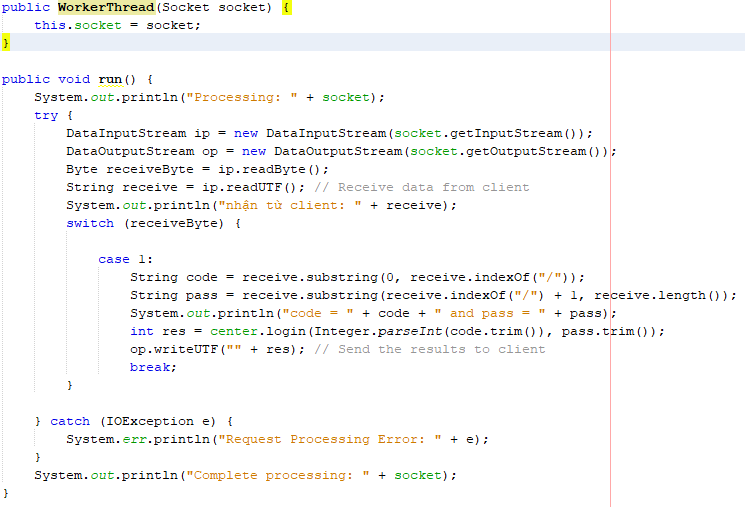 public WorkerThread(Socket socket) {
this.socket = socket;
}
public void run() {
System.out.println("Processing: " + socket);
try {
DataInputStream ip = new DataInputStream(socket.getInputStream());
DataOutputStream op = new DataOutputStream(socket.getOutputStream());
Byte receiveByte = ip.readByte();
String receive = ip.readUTF(); // Receive data from client
System.out.println("nhận từ client: " + receive);
switch (receiveByte) {
case 1:
String code = receive.substring(0, receive.indexOf("/"));
String pass = receive.substring(receive.indexOf("/") + 1, receive.length());
System.out.println("code = " + code + " and pass = " + pass);
int res = center.login(Integer.parseInt(code.trim()), pass.trim());
op.writeUTF("" + res); // Send the results to client
break;
}
} catch (IOException e) {
System.err.println("Request Processing Error: " + e);
}
System.out.println("Complete processing: " + socket);
}